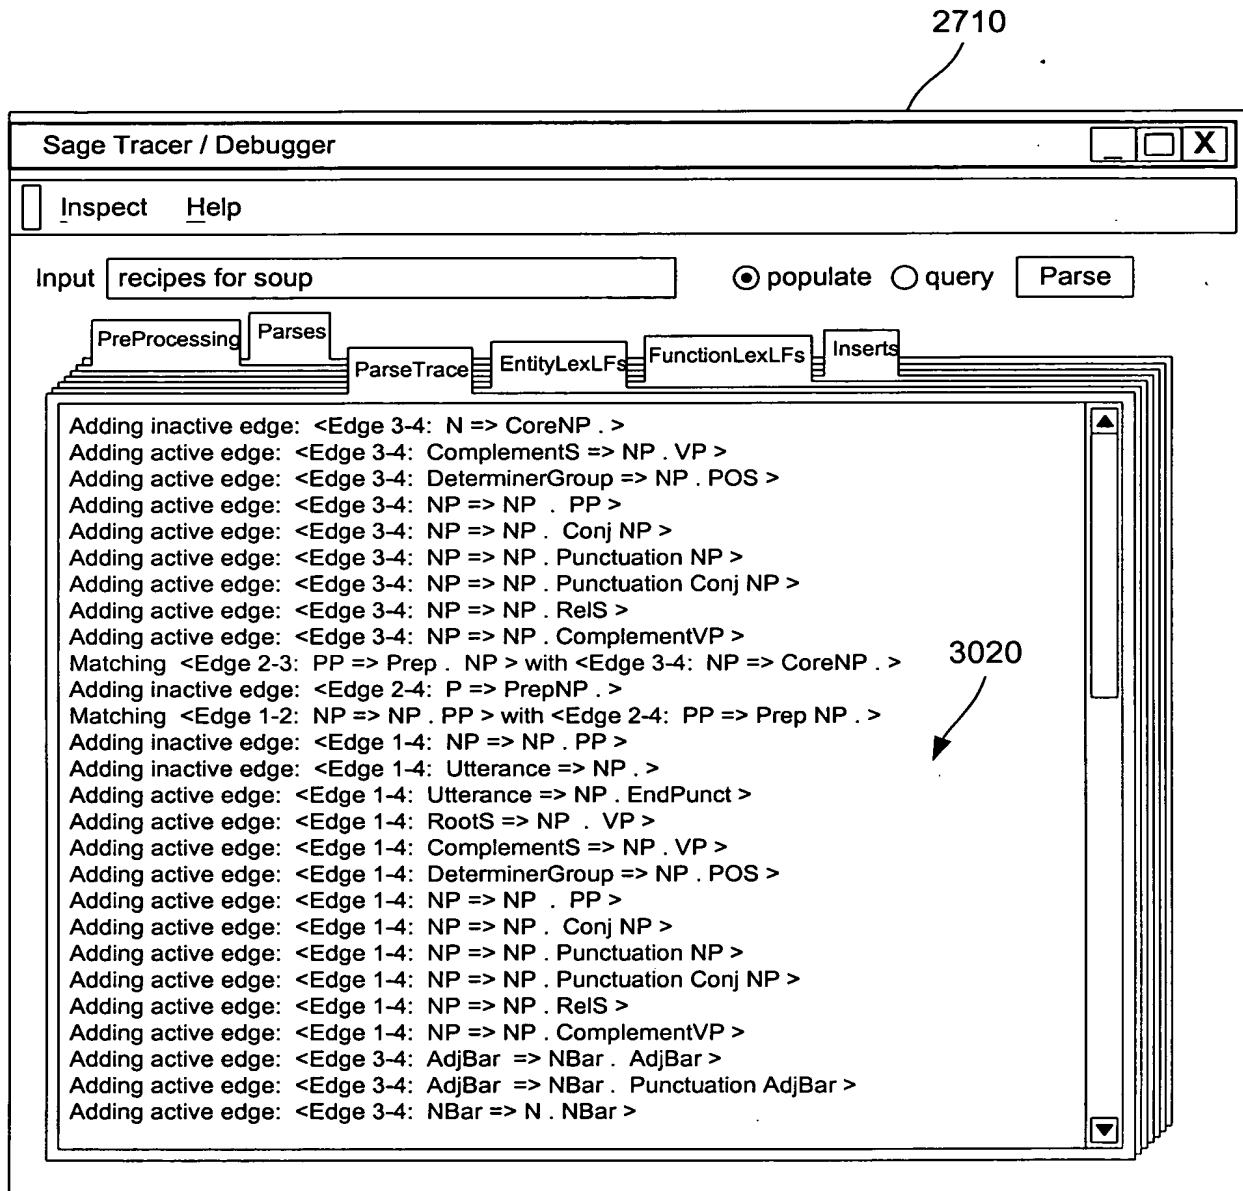 2710
Sage Tracer / Debugger
Inspect Help
Input recipes for soup populate query Parse
PreProcessing Parses ParseTrace EntityLexLFs FunctionLexLFs Inserts
Adding inactive edge: <Edge 3-4: N => CoreNP . >
Adding active edge: <Edge 3-4: ComplementS => NP . VP >
Adding active edge: <Edge 3-4: DeterminerGroup => NP . POS >
Adding active edge: <Edge 3-4: NP => NP . PP >
Adding active edge: <Edge 3-4: NP => NP . Conj NP >
Adding active edge: <Edge 3-4: NP => NP . Punctuation NP >
Adding active edge: <Edge 3-4: NP => NP . Punctuation Conj NP >
Adding active edge: <Edge 3-4: NP => NP . RelS >
Adding active edge: <Edge 3-4: NP => NP . ComplementVP >
Matching <Edge 2-3: PP => Prep . NP > with <Edge 3-4: NP => CoreNP . >
3020
Adding inactive edge: <Edge 2-4: P => PrepNP . >
Matching <Edge 1-2: NP => NP . PP > with <Edge 2-4: PP => Prep NP . >
Adding inactive edge: <Edge 1-4: NP => NP . PP >
Adding inactive edge: <Edge 1-4: Utterance => NP . >
Adding active edge: <Edge 1-4: Utterance => NP . EndPunct >
Adding active edge: <Edge 1-4: RootS => NP . VP >
Adding active edge: <Edge 1-4: ComplementS => NP . VP >
Adding active edge: <Edge 1-4: DeterminerGroup => NP . POS >
Adding active edge: <Edge 1-4: NP => NP . PP >
Adding active edge: <Edge 1-4: NP => NP . Conj NP >
Adding active edge: <Edge 1-4: NP => NP . Punctuation NP >
Adding active edge: <Edge 1-4: NP => NP . Punctuation Conj NP >
Adding active edge: <Edge 1-4: NP => NP . RelS >
Adding active edge: <Edge 1-4: NP => NP . ComplementVP >
Adding active edge: <Edge 3-4: AdjBar => NBar . AdjBar >
Adding active edge: <Edge 3-4: AdjBar => NBar . Punctuation AdjBar >
Adding active edge: <Edge 3-4: NBar => N . NBar >